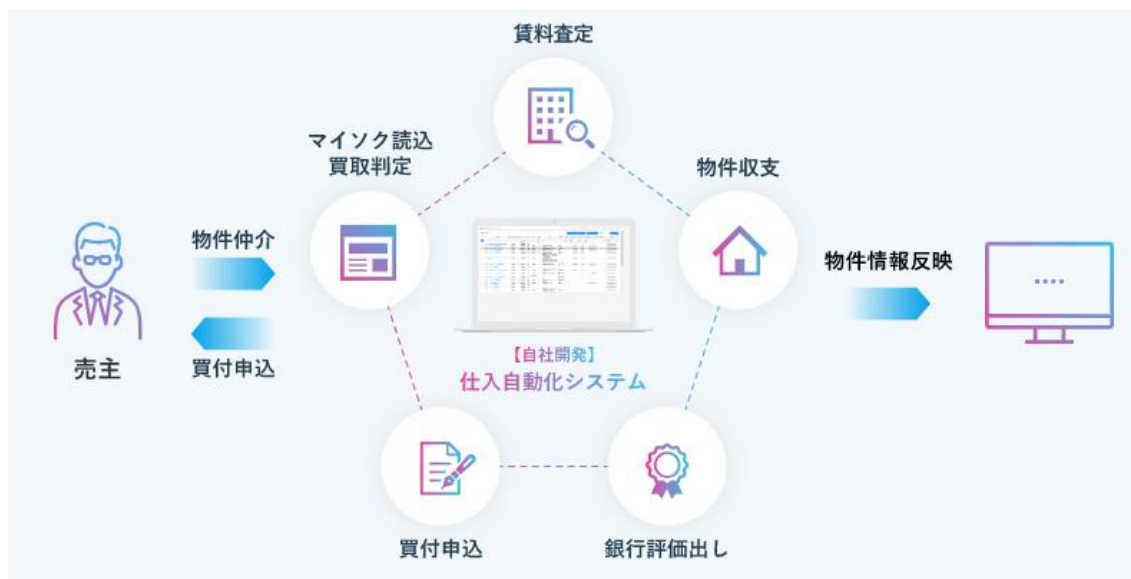 賃料査定
マイソク読込
買取判定
物件収支
物件仲介
物件情報反映
売主
買付申込
【自社開発】
仕入自動化システム
買付申込
銀行評価出し